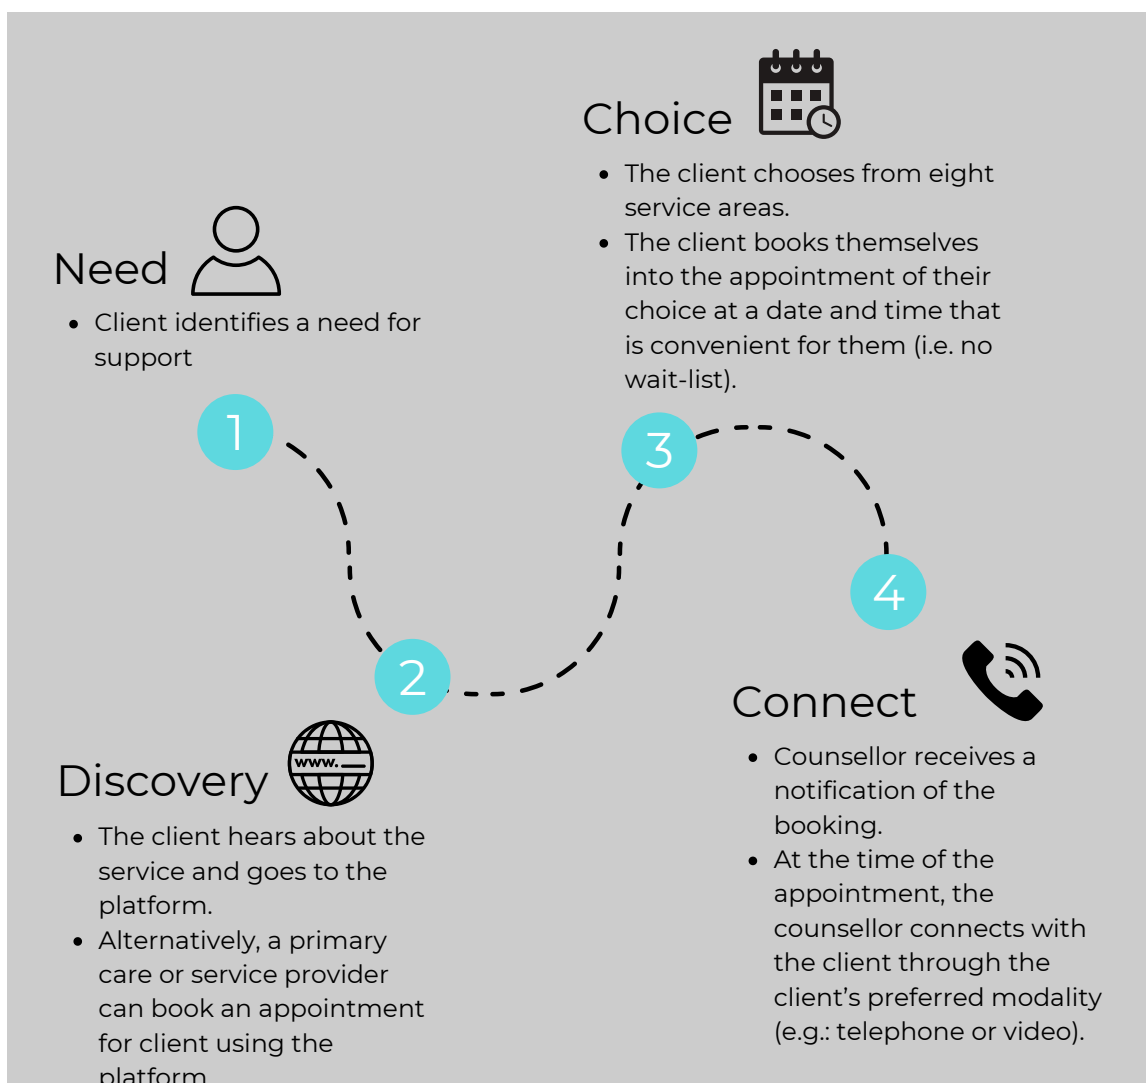 Need
• Client identifies a need for
support
1
2
Discovery
www.
• The client hears about the
service and goes to the
platform.
• Alternatively, a primary
care or service provider
can book an appointment
for client using the
platform
Choice
• The client chooses from eight
service areas.
• The client books themselves
into the appointment of their
choice at a date and time that
is convenient for them (i.e. no
wait-list).
3
4
Connect
• Counsellor receives a
notification of the
booking.
• At the time of the
appointment, the
counsellor connects with
the client through the
client's preferred modality
(e.g.: telephone or video).